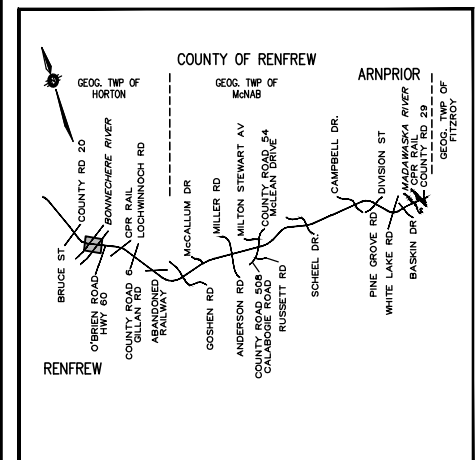 COUNTY OF RENFREW
GEOG. TWP OF
HORTON
GEOG. TWP OF
McNAB
ARNPRIOR
GEOG. TWP OF
FITZROY
BRUCE ST
COUNTY RD 20
BONNECHERE RIVER
O'BRIEN ROAD
HWY 60
CPR RAIL
LOCHWINNOCH RD
COUNTY ROAD 6
GILLAN RD
ABANDONED
RAILWAY
McCALLUM DR
GOSHEN RD
MILLER RD
ANDERSON RD
MILTON STEWART AV
COUNTY ROAD 54
McLEAN DRIVE
COUNTY ROAD 508
CALABOGIE ROAD
RUSSETT RD
SCHEEL DR.
CAMPBELL DR.
PINE GROVE RD
DIVISION ST
WHITE LAKE RD
BASKIN DR
MADAWASKA RIVER
CPR RAIL
COUNTY RD 29
RENFREW